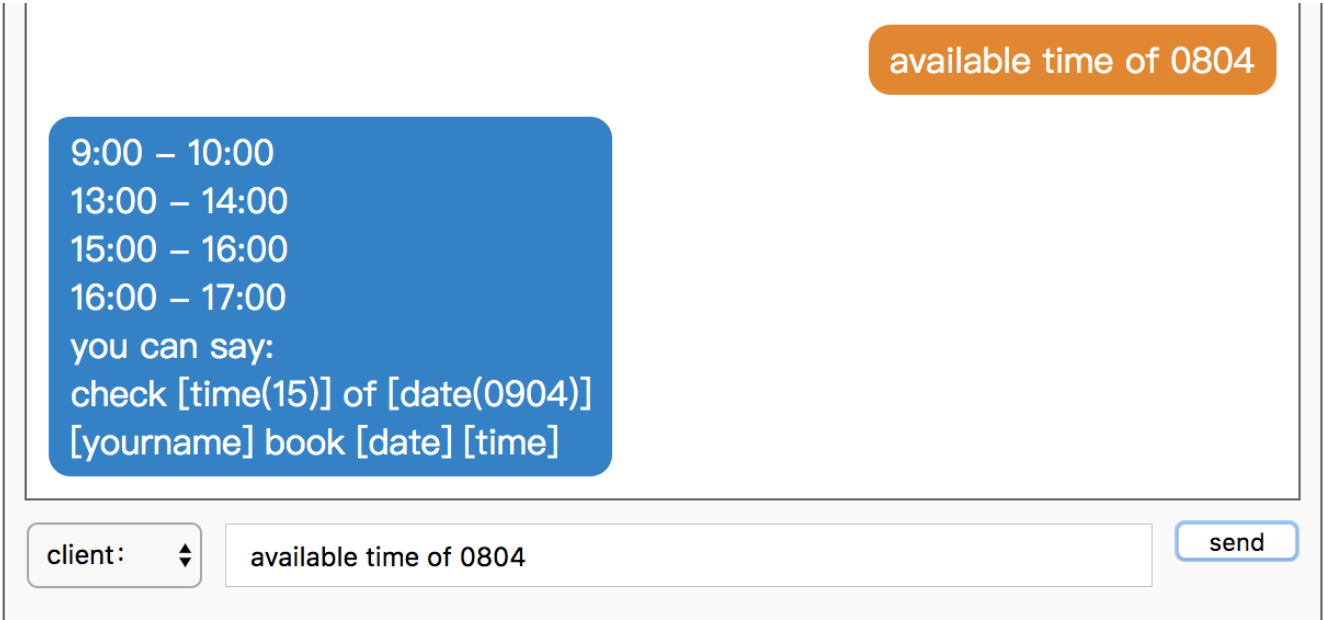 available time of 0804
9:00 – 10:00
13:00 – 14:00
15:00 – 16:00
16:00 – 17:00
you can say:
check [time(15)] of [date(0904)]
[yourname] book [date] [time]
client: available time of 0804 send